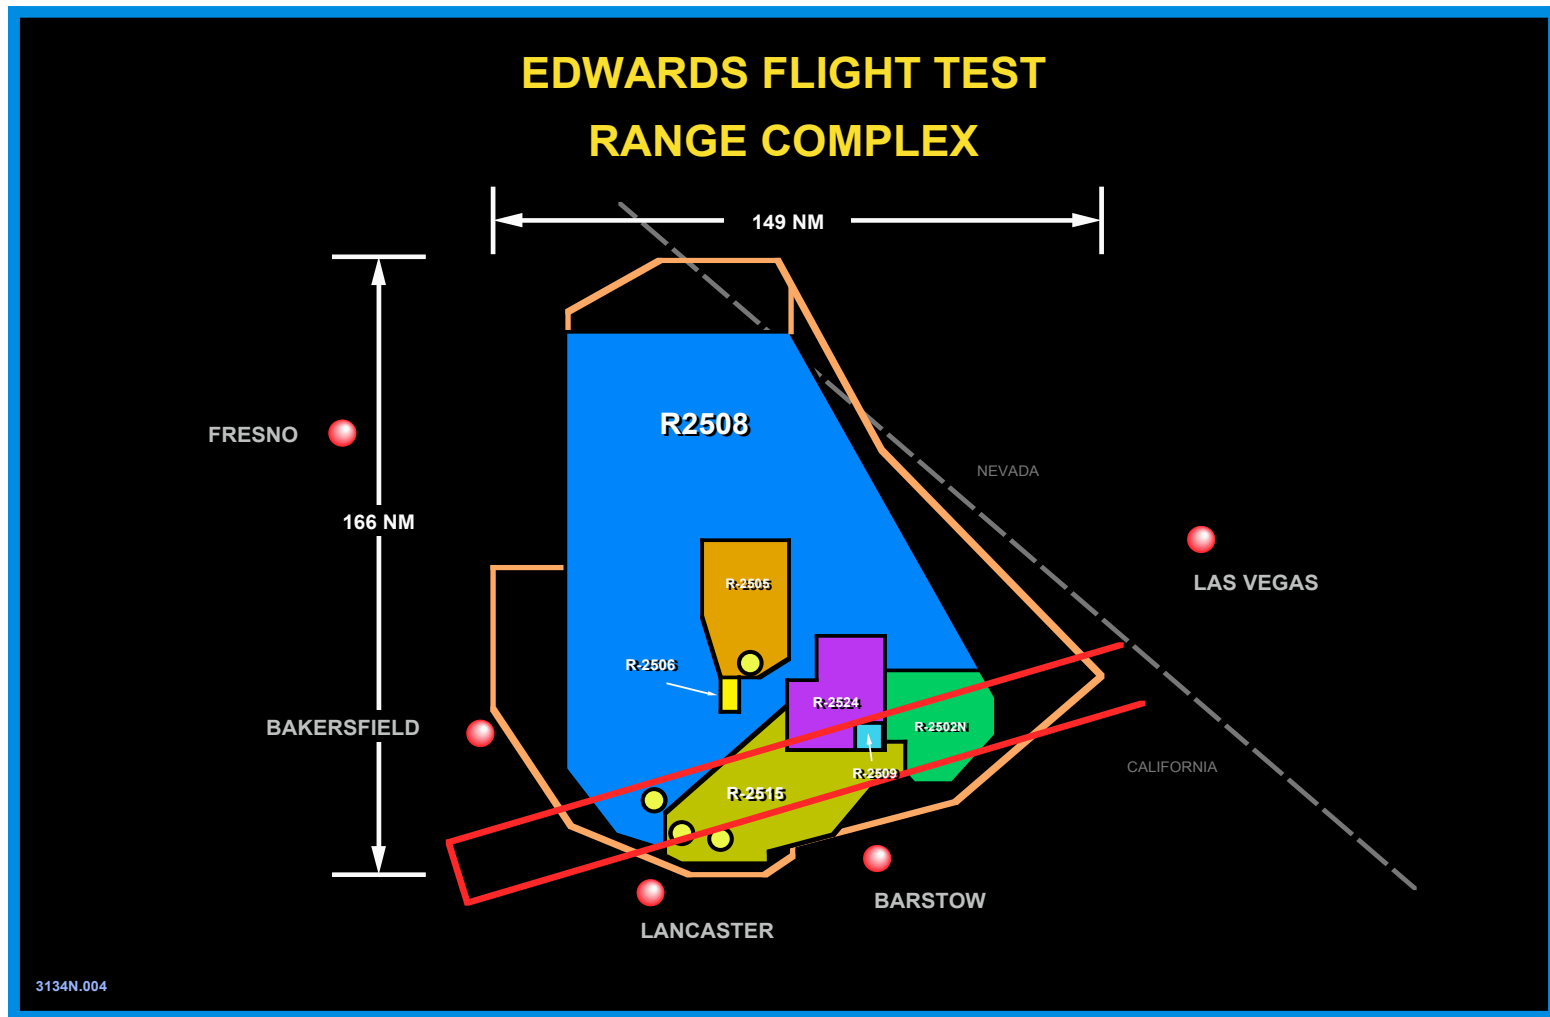 EDWARDS FLIGHT TEST
RANGE COMPLEX
149 NM
R2508
FRESNO
NEVADA
166 NM
LAS VEGAS
R-2505
R-2506
R-2524
BAKERSFIELD
R-2502N
CALIFORNIA
R-2509
R-2515
BARSTOW
LANCASTER
3134N.004